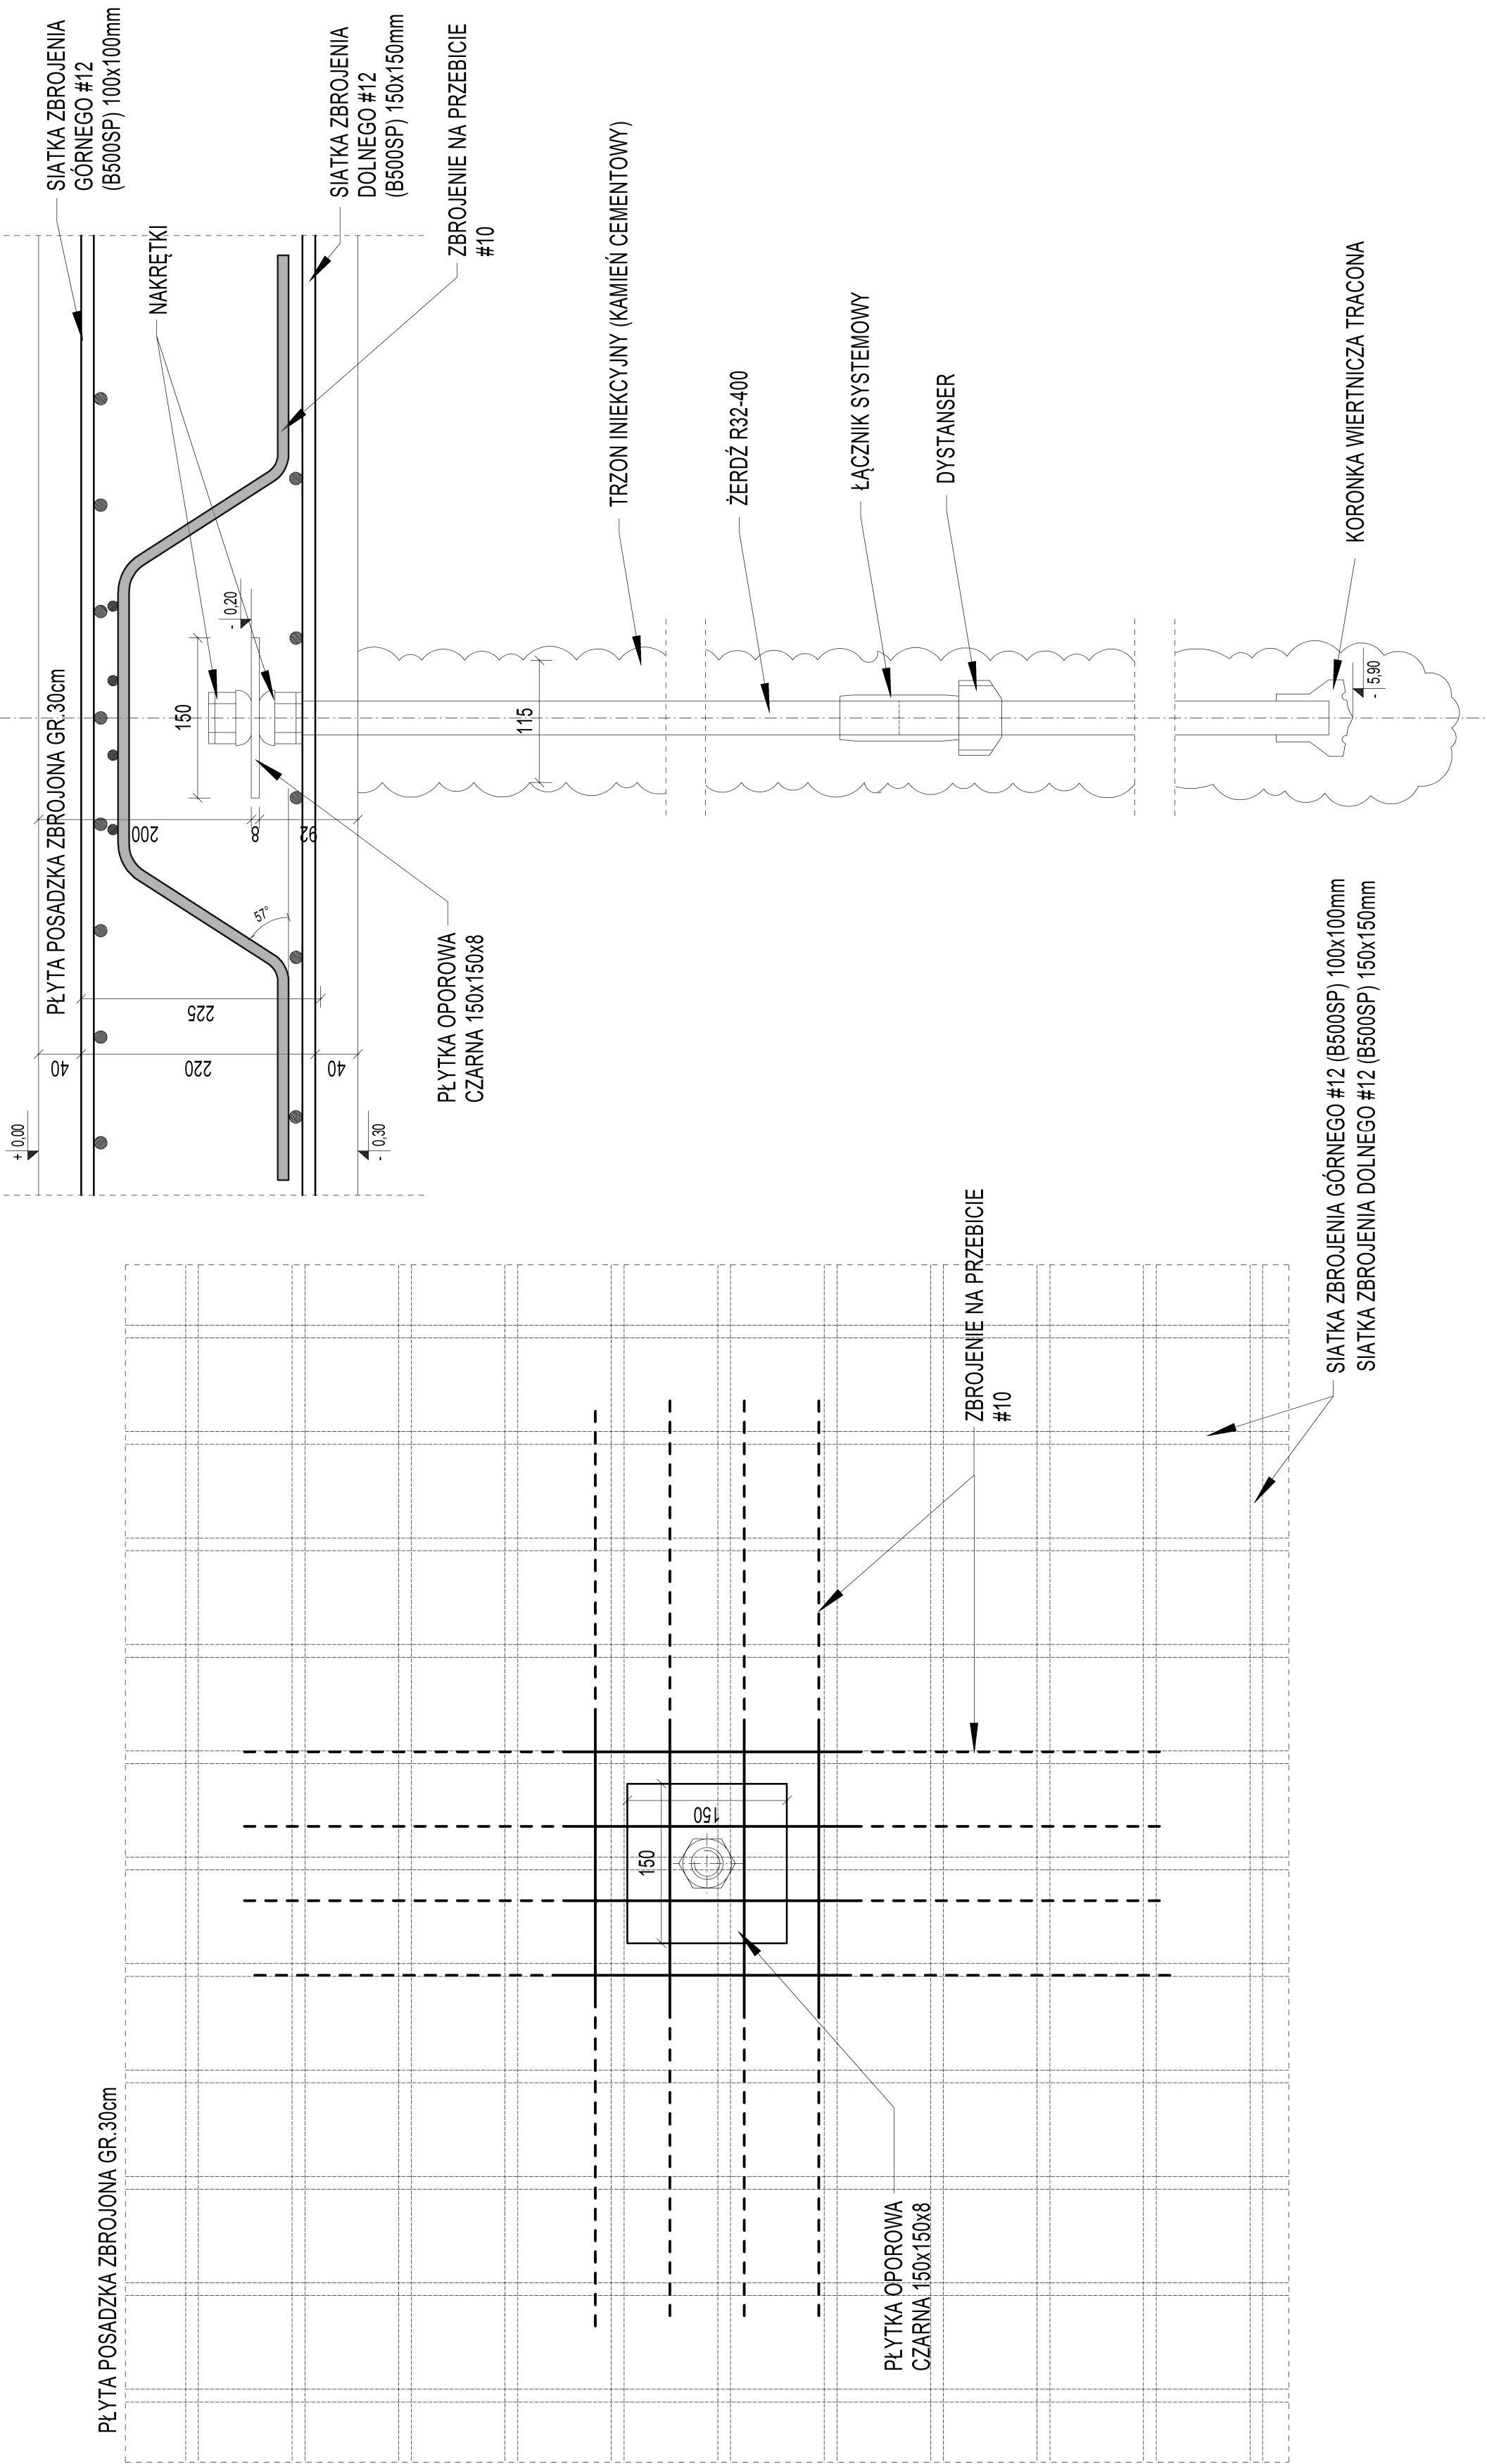 PŁYTA POSADZKA ZBROJONA GR.30cm
150
150
PŁYTKA OPOROWA
CZARNA 150x150x8
ZBROJENIE NA PRZEBICIE
#10
SIATKA ZBROJENIA GÓRNEGO #12 (B500SP) 100x100mm
SIATKA ZBROJENIA DOLNEGO #12 (B500SP) 150x150mm
PŁYTA POSADZKA ZBROJONA GR.30cm
+ 0,00
- 0,30
40
220
40
225
57°
200
8
92
150
- 0,20
PŁYTKA OPOROWA
CZARNA 150x150x8
NAKRĘTKI
SIATKA ZBROJENIA
GÓRNEGO #12
(B500SP) 100x100mm
SIATKA ZBROJENIA
DOLNEGO #12
(B500SP) 150x150mm
ZBROJENIE NA PRZEBICIE
#10
115
TRZON INIEKCYJNY (KAMIEŃ CEMENTOWY)
ŻERDŹ R32-400
ŁĄCZNIK SYSTEMOWY
DYSTANSER
KORONKA WIERTNICZA TRACONA
- 5,90